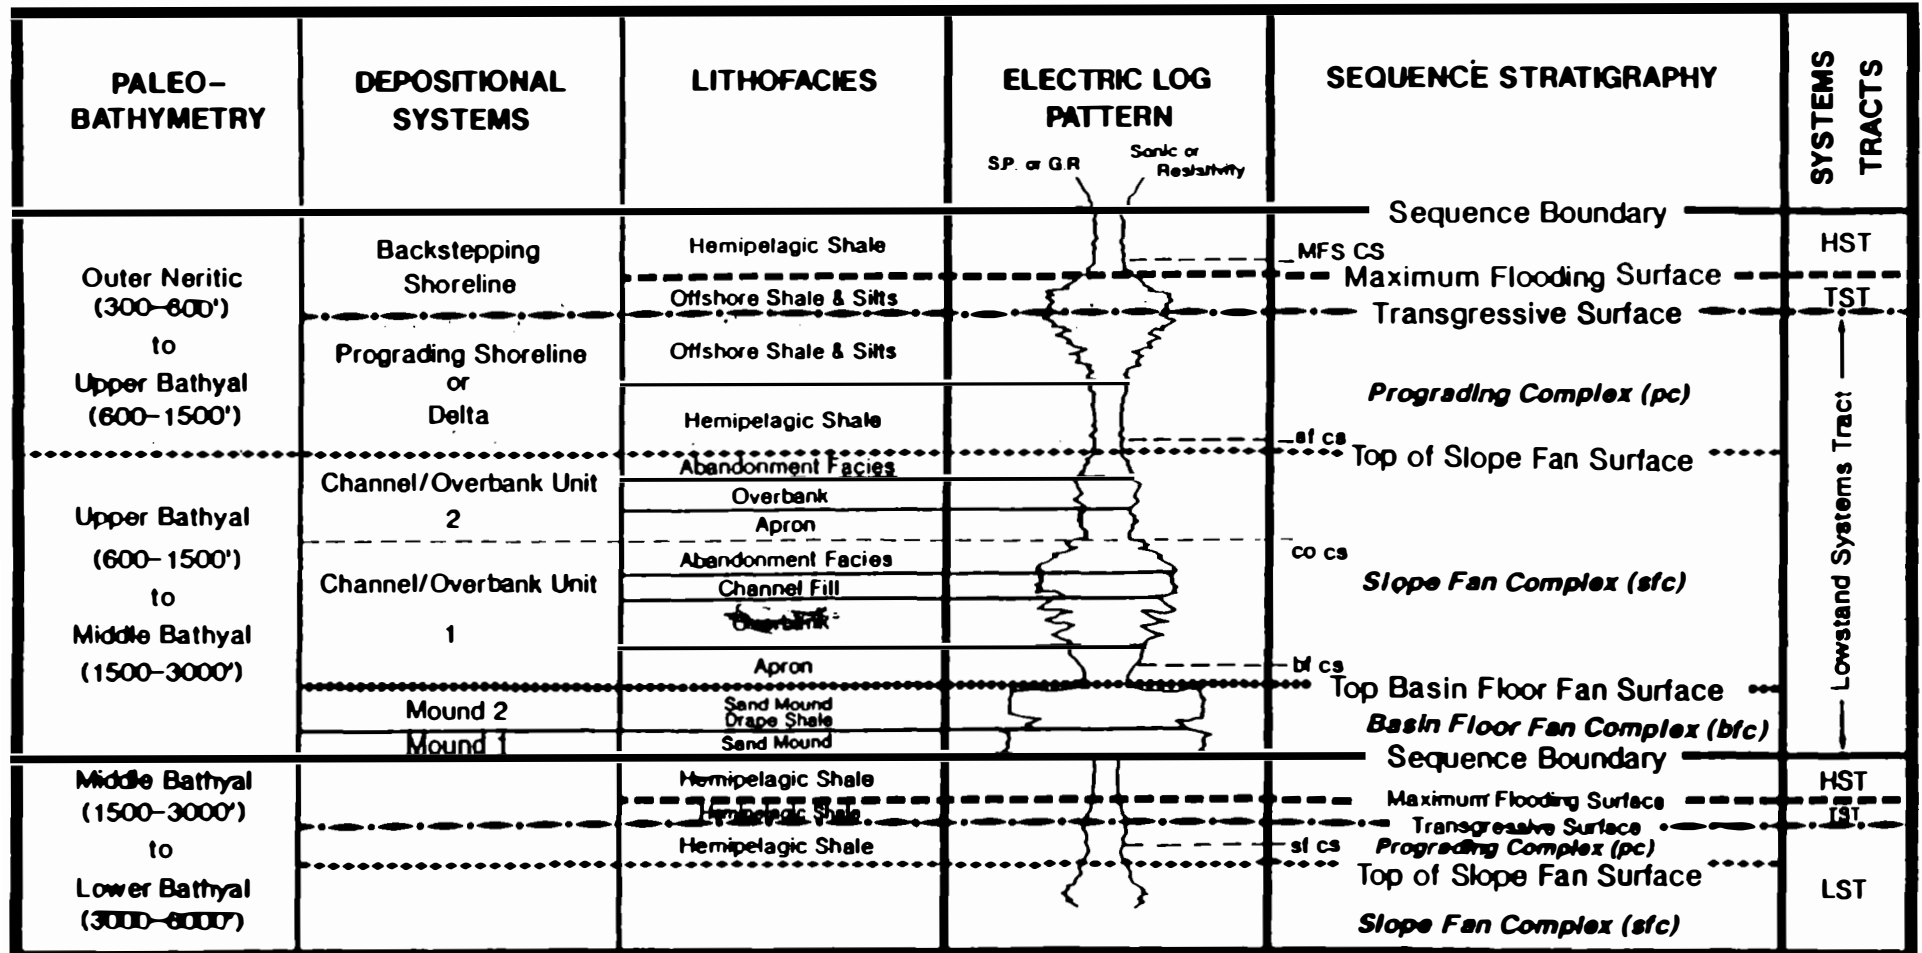 PALEO-
BATHYMETRY
DEPOSITIONAL
SYSTEMS
LITHOFACIES
ELECTRIC LOG
PATTERN
S.P. or G.R
Sonic or
Resistivity
SEQUENCE STRATIGRAPHY
SYSTEMS
TRACTS
Sequence Boundary
Outer Neritic
(300-600')
to
Upper Bathyal
(600-1500')
Backstepping
Shoreline
Hemipelagic Shale
MFS CS
HST
Maximum Flooding Surface
Offshore Shale & Silts
TST
Transgressive Surface
Prograding Shoreline
or
Delta
Offshore Shale & Silts
Prograding Complex (pc)
Hemipelagic Shale
sf cs
Top of Slope Fan Surface
Lowstand Systems Tract
Upper Bathyal
(600-1500')
to
Middle Bathyal
(1500-3000')
Channel/Overbank Unit
2
Abandonment Facies
Overbank
Apron
co cs
Channel/Overbank Unit
1
Abandonment Facies
Channel Fill
Overbank
Apron
Slope Fan Complex (sfc)
bf cs
Top Basin Floor Fan Surface
Mound 2
Sand Mound
Drape Shale
Basin Floor Fan Complex (bfc)
Mound 1
Sand Mound
Sequence Boundary
Middle Bathyal
(1500-3000')
to
Lower Bathyal
Hemipelagic Shale
HST
Maximum Flooding Surface
Hemipelagic Shale
TST
Transgressive Surface
Hemipelagic Shale
sf cs
Prograding Complex (pc)
Top of Slope Fan Surface
LST
Slope Fan Complex (sfc)